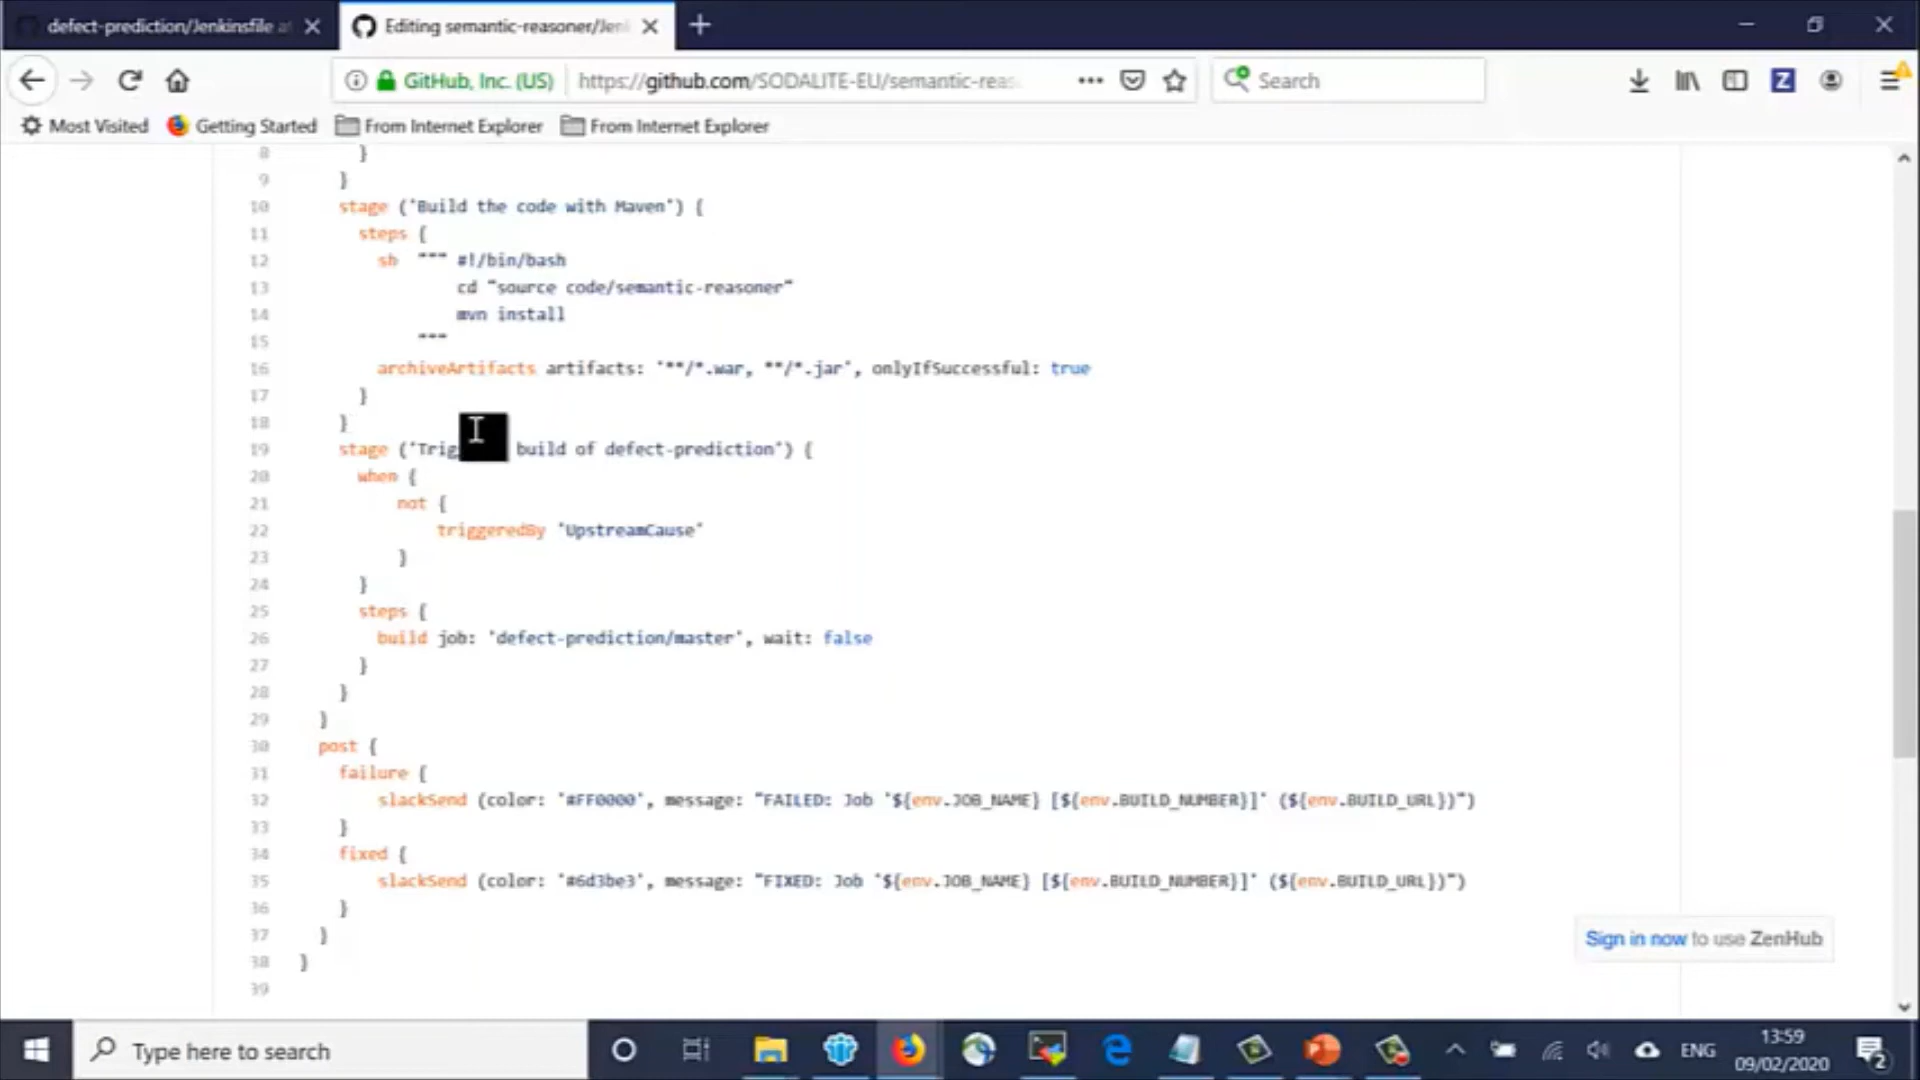 defect-prediction/Jenkinsfile at
Editing semantic-reasoner/Jenk
GitHub, Inc. (US)
https://github.com/SODALITE-EU/semantic-reas
Search
Most Visited
Getting Started
From Internet Explorer
From Internet Explorer
8 }
9 }
10 stage ('Build the code with Maven') {
11 steps {
12 sh """ #!/bin/bash
13 cd "source code/semantic-reasoner"
14 mvn install
15 """
16 archiveArtifacts artifacts: '**/*.war, **/*.jar', onlyIfSuccessful: true
17 }
18 }
19 stage ('Trig build of defect-prediction') {
20 when {
21 not {
22 triggeredBy 'UpstreamCause'
23 }
24 }
25 steps {
26 build job: 'defect-prediction/master', wait: false
27 }
28 }
29 }
30 post {
31 failure {
32 slackSend (color: '#FF0000', message: "FAILED: Job '${env.JOB_NAME} [${env.BUILD_NUMBER}]' (${env.BUILD_URL})")
33 }
34 fixed {
35 slackSend (color: '#6d3be3', message: "FIXED: Job '${env.JOB_NAME} [${env.BUILD_NUMBER}]' (${env.BUILD_URL})")
36 }
37 }
38 }
39
Sign in now to use ZenHub
Type here to search
ENG
13:59
09/02/2020
2